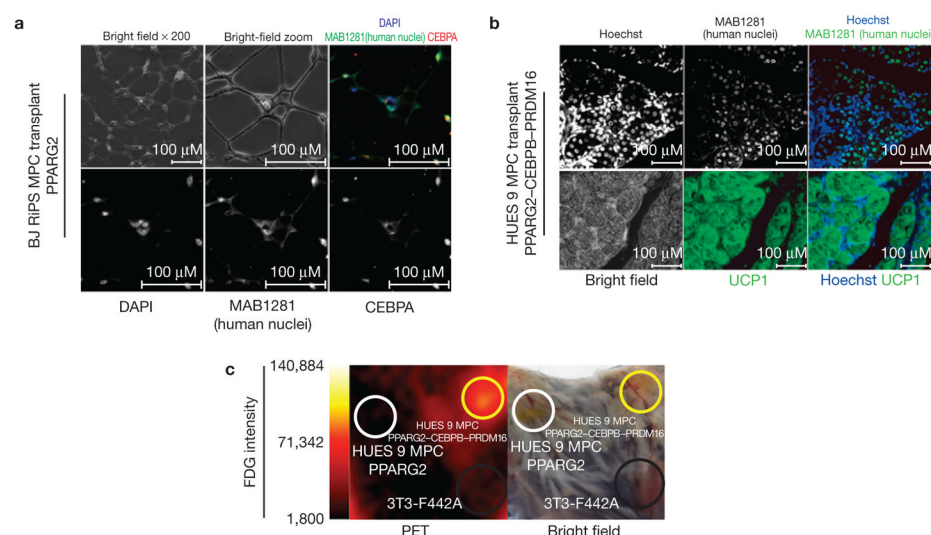 a
Bright field × 200
Bright-field zoom
DAPI
MAB1281(human nuclei) CEBPA
BJ RiPS MPC transplant
PPARG2
100 µM
100 µM
100 µM
100 µM
100 µM
100 µM
DAPI
MAB1281
(human nuclei)
CEBPA
b
Hoechst
MAB1281
(human nuclei)
Hoechst
MAB1281 (human nuclei)
HUES 9 MPC transplant
PPARG2–CEBPB–PRDM16
100 µM
100 µM
100 µM
100 µM
100 µM
100 µM
Bright field
UCP1
Hoechst UCP1
c
FDG intensity
140,884
71,342
1,800
HUES 9 MPC
PPARG2–CEBPB–PRDM16
HUES 9 MPC
PPARG2
3T3-F442A
PET
HUES 9 MPC
PPARG2–CEBPB–PRDM16
HUES 9 MPC
PPARG2
3T3-F442A
Bright field